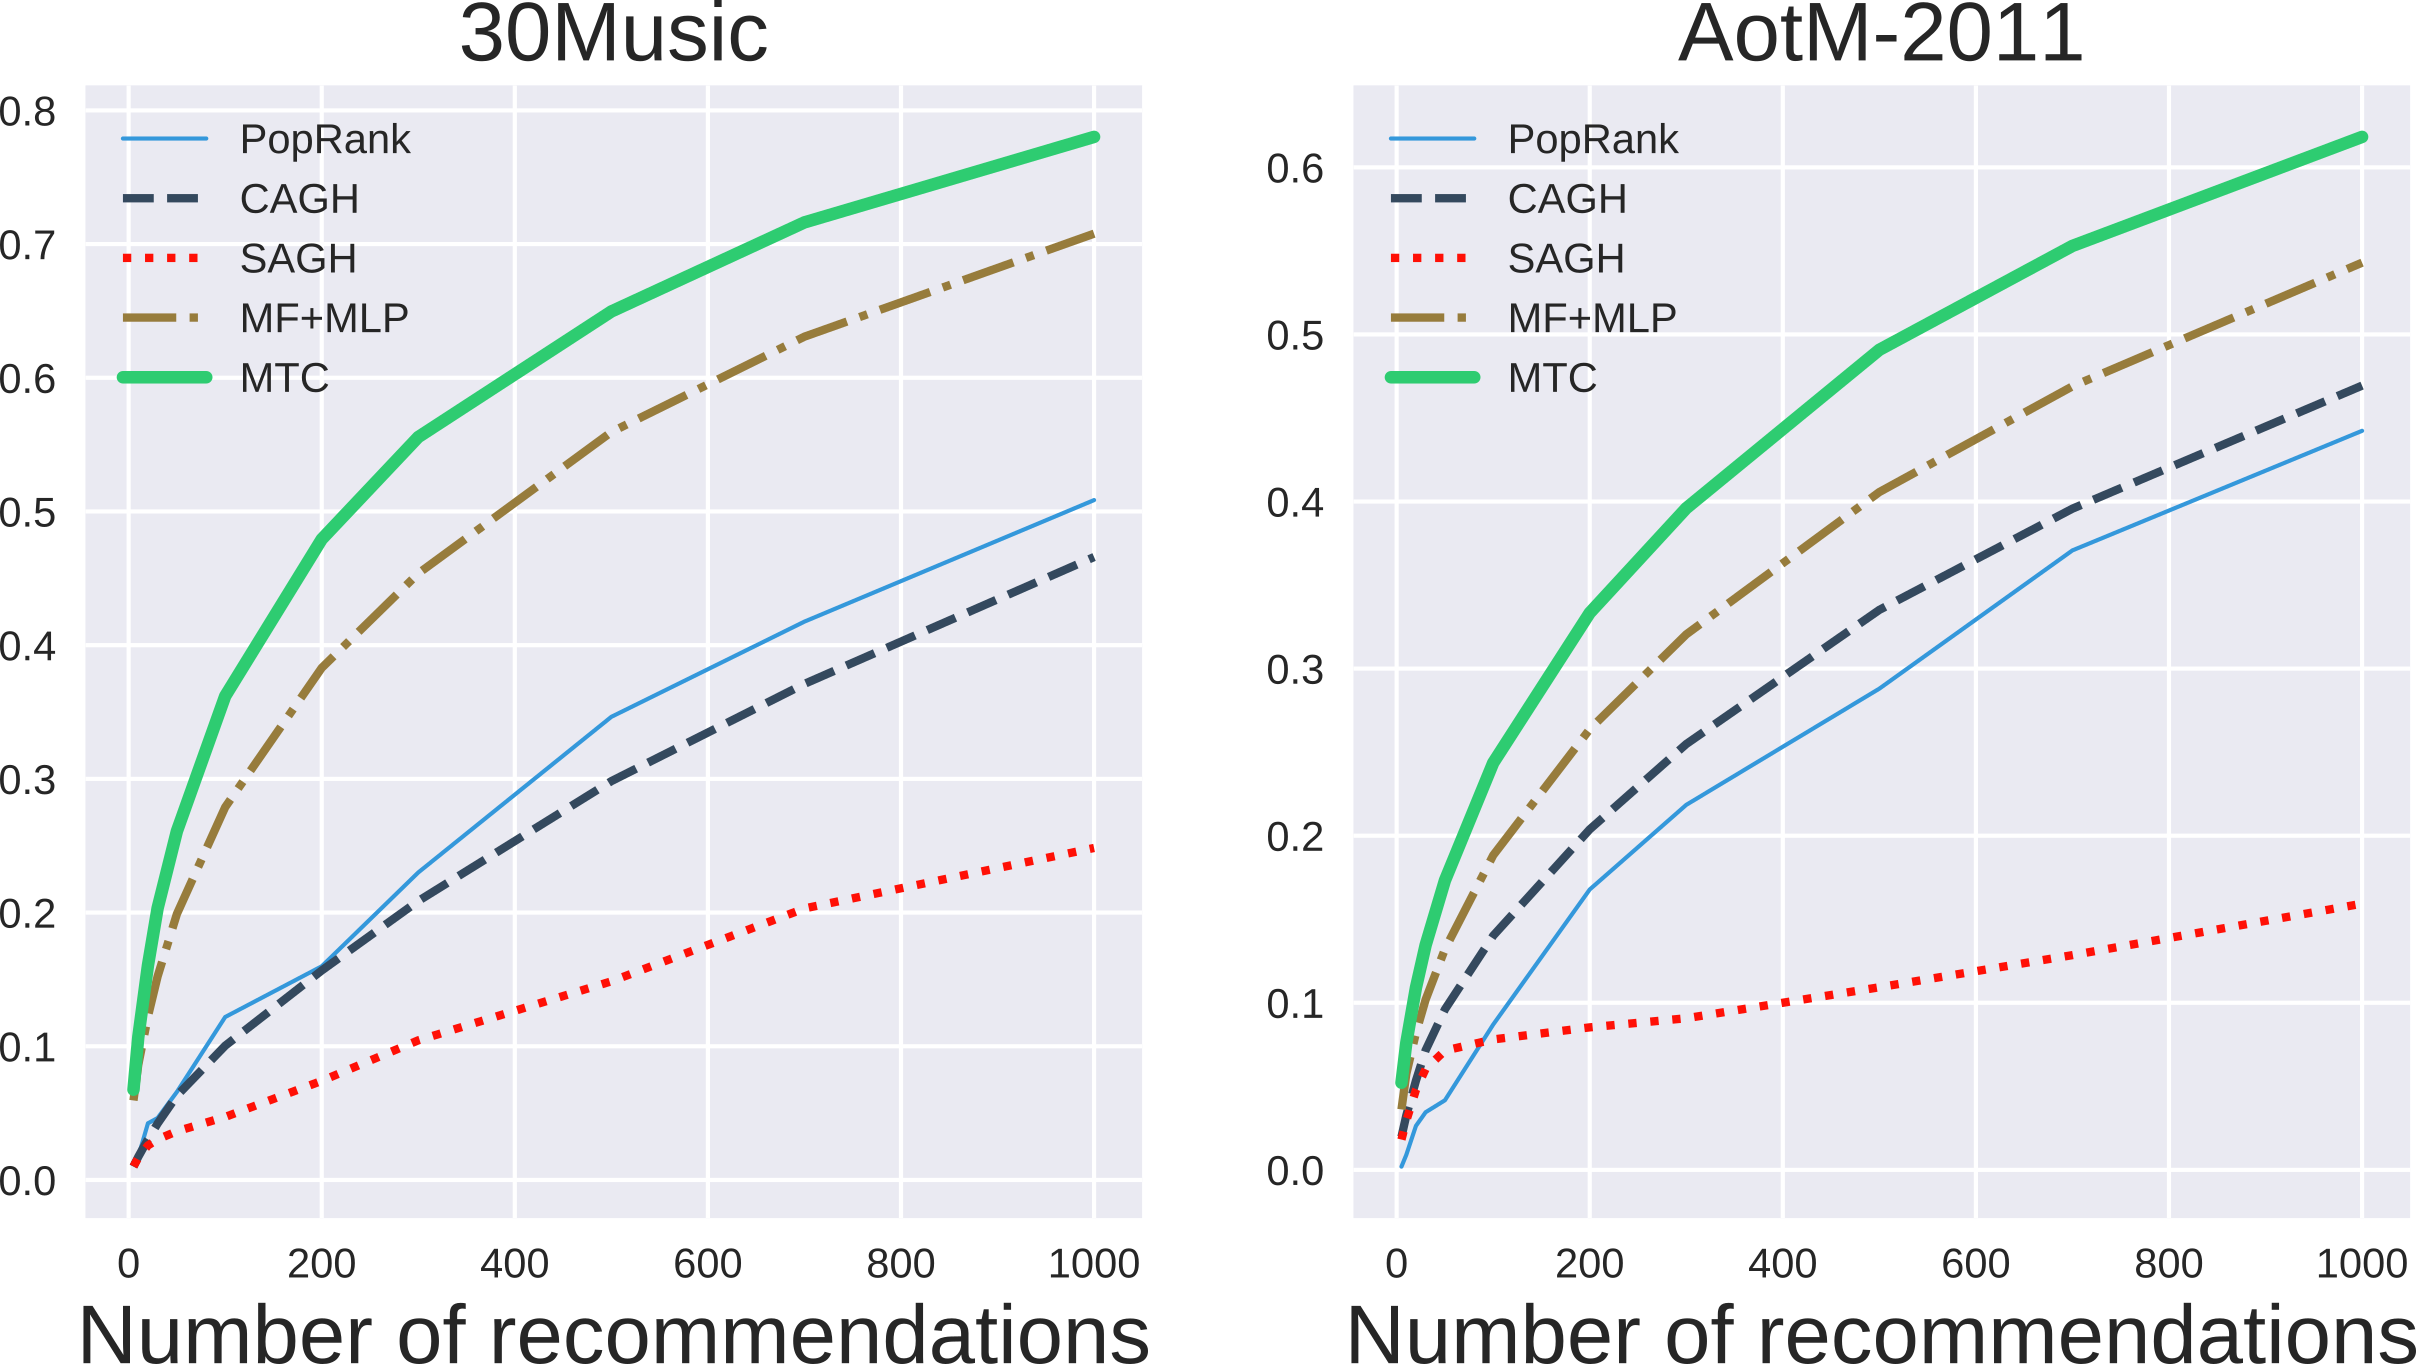 30Music
0.8
0.7
0.6
0.5
0.4
0.3
0.2
0.1
0.0
PopRank
CAGH
SAGH
MF+MLP
MTC
0 200 400 600 800 1000
Number of recommendations
AotM-2011
0.6
0.5
0.4
0.3
0.2
0.1
0.0
PopRank
CAGH
SAGH
MF+MLP
MTC
0 200 400 600 800 1000
Number of recommendations